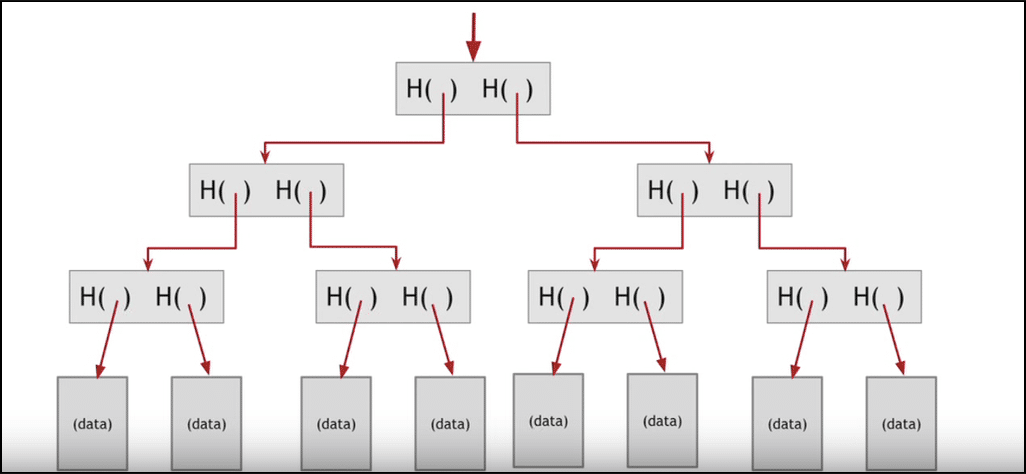 H( ) H( )
H( ) H( ) H( ) H( )
H( ) H( ) H( ) H( ) H( ) H( ) H( ) H( )
(data) (data) (data) (data) (data) (data) (data) (data)